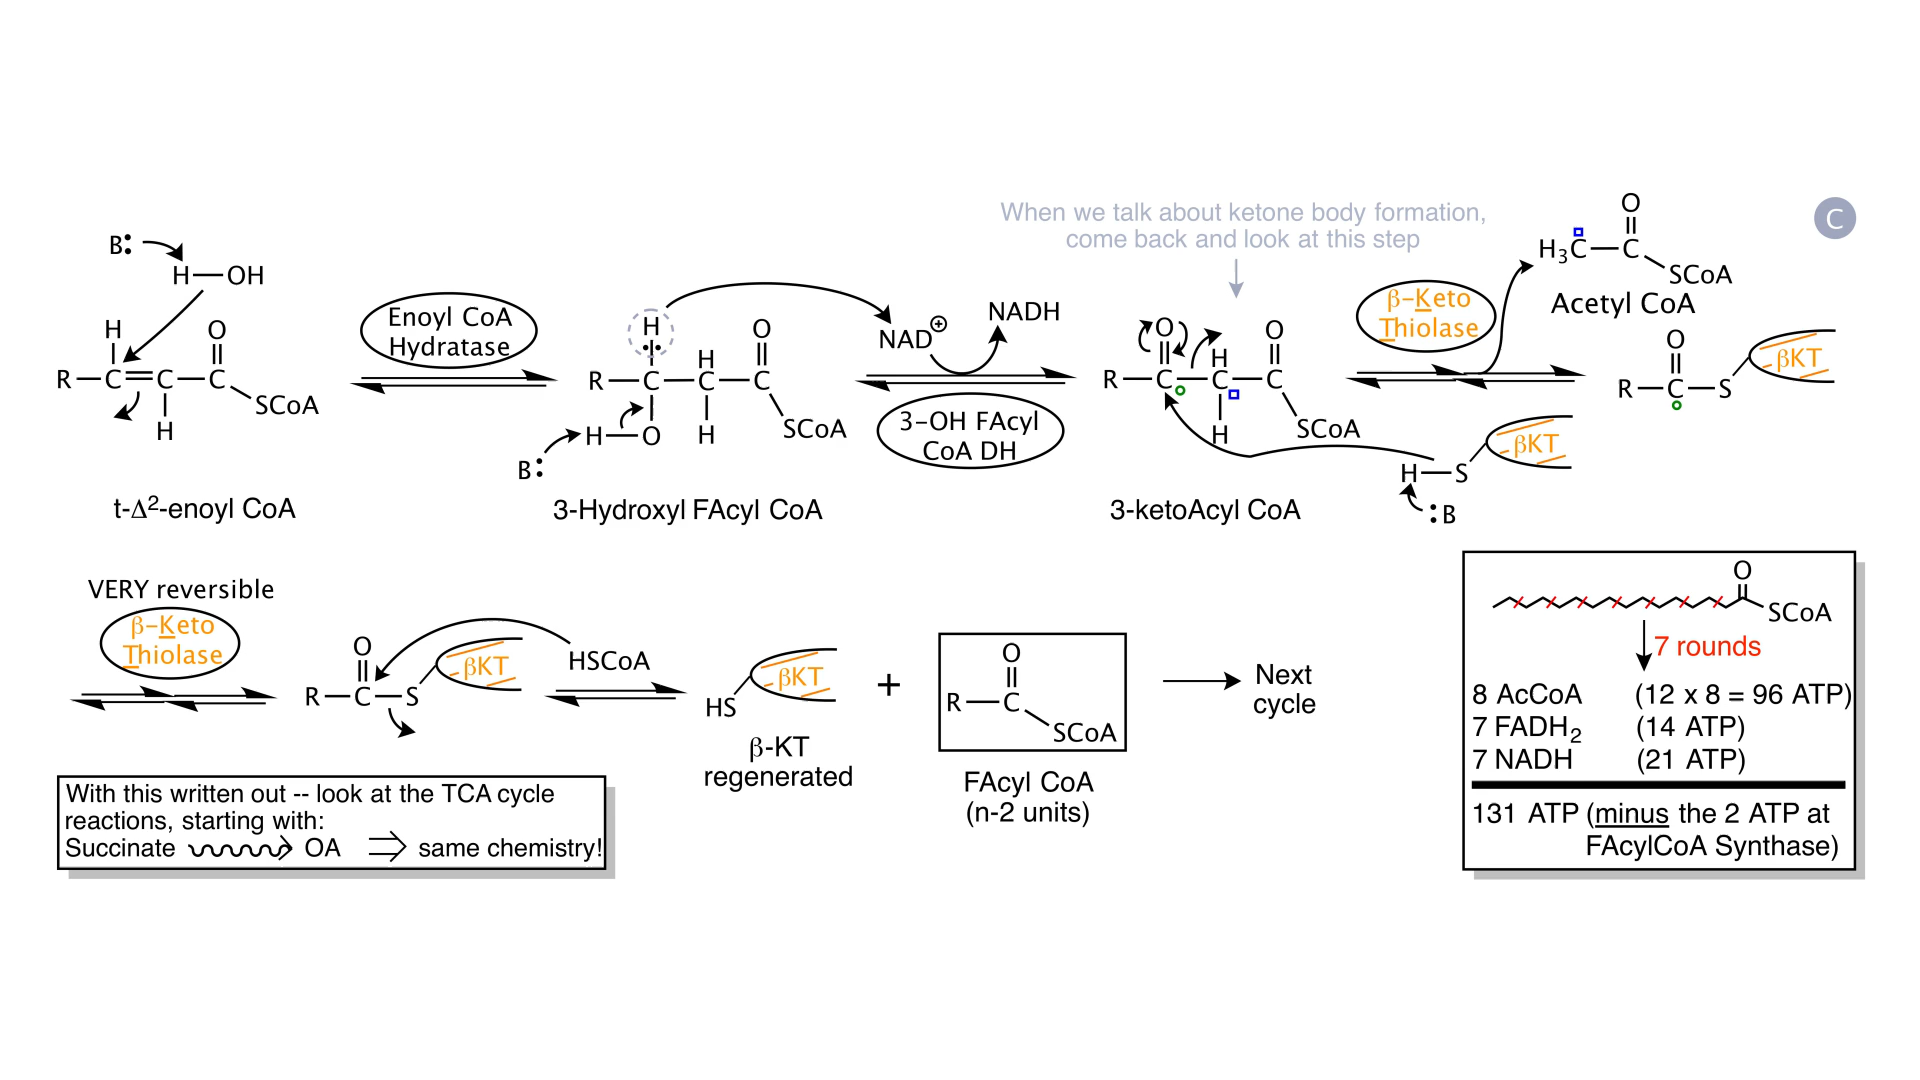 When we talk about ketone body formation,
come back and look at this step
C
B:
H—OH
H
O
R—C=C—C
SCoA
H
t-Δ²-enoyl CoA
Enoyl CoA
Hydratase
H
H
O
R—C—C—C
SCoA
H—O
H
B:
3-Hydroxyl FAcyl CoA
NAD⊕
NADH
3-OH FAcyl
CoA DH
O
H
O
R—C—C—C
SCoA
H
3-ketoAcyl CoA
β-Keto
Thiolase
H—S
βKT
:B
O
H₃C—C
SCoA
Acetyl CoA
O
R—C—S
βKT
VERY reversible
β-Keto
Thiolase
O
R—C—S
βKT
HSCoA
HS
βKT
β-KT
regenerated
+
O
R—C
SCoA
FAcyl CoA
(n-2 units)
Next
cycle
With this written out -- look at the TCA cycle
reactions, starting with:
Succinate OA same chemistry!
O
SCoA
7 rounds
8 AcCoA (12 x 8 = 96 ATP)
7 FADH₂ (14 ATP)
7 NADH (21 ATP)
131 ATP (minus the 2 ATP at
FAcylCoA Synthase)